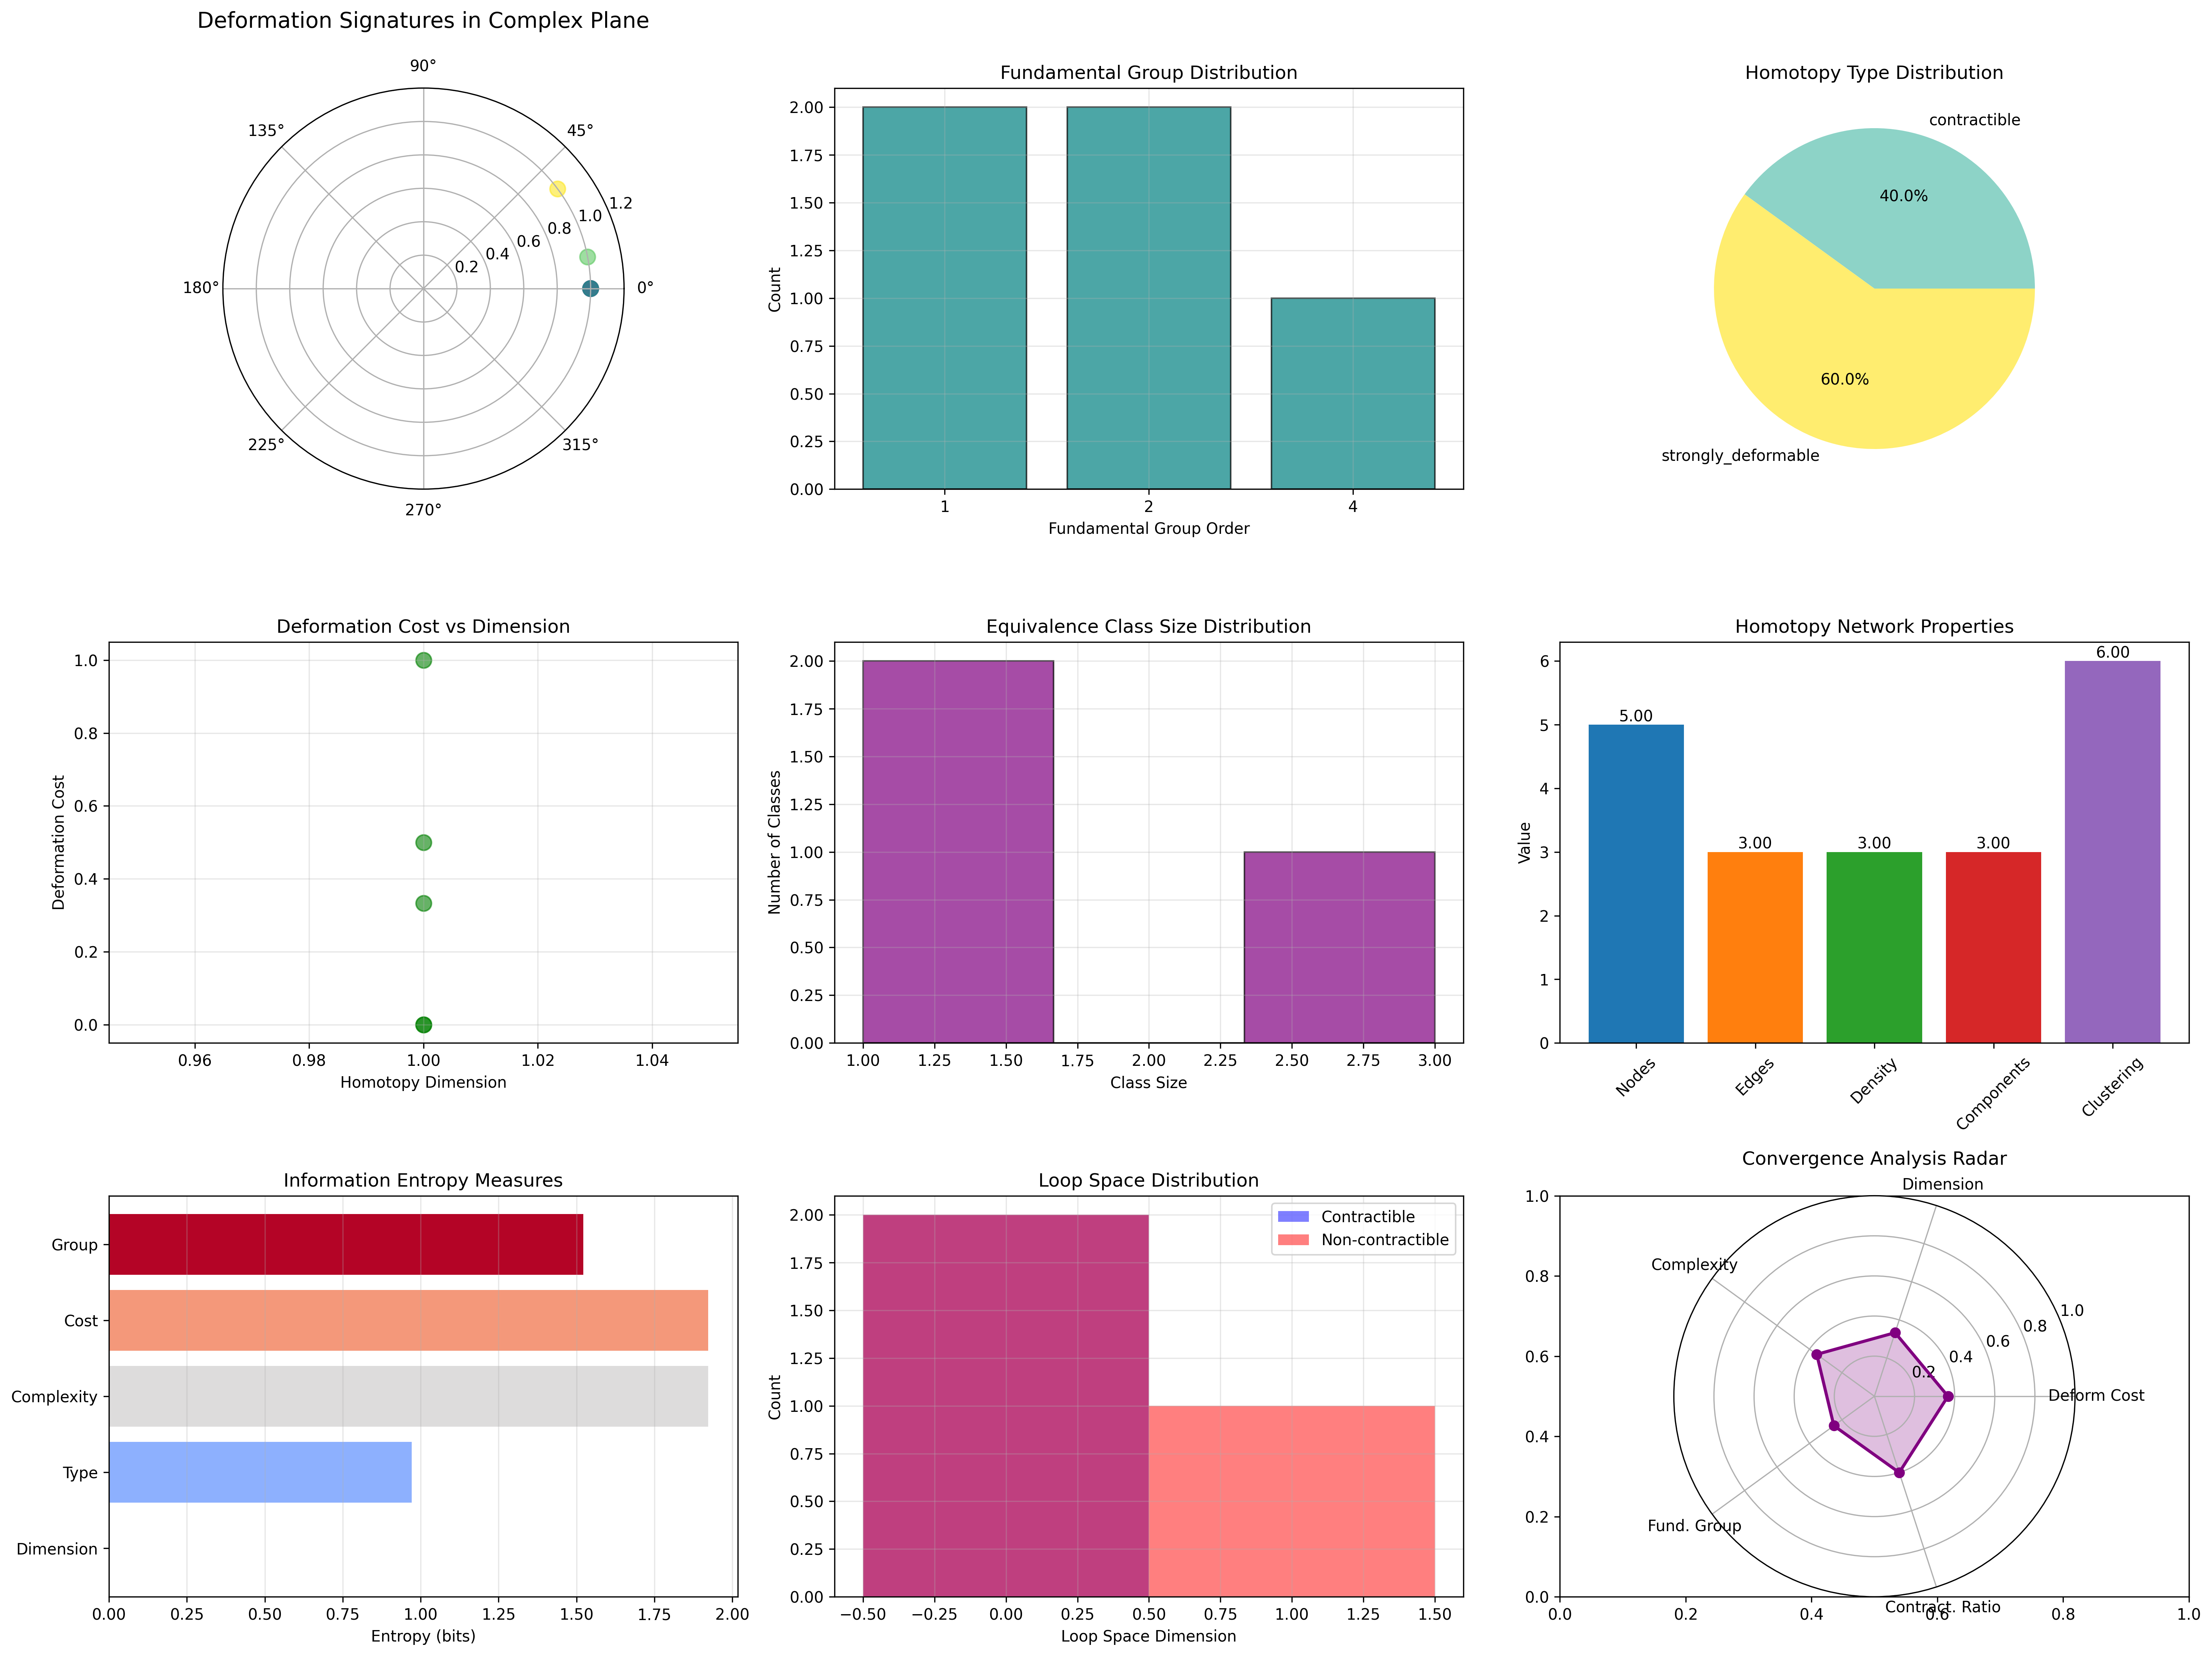 Deformation Signatures in Complex Plane
90°
135°
45°
180°
0°
225°
315°
270°
0.2
0.4
0.6
0.8
1.0
1.2
Fundamental Group Distribution
2.00
1.75
1.50
1.25
1.00
0.75
0.50
0.25
0.00
Count
1 2 4
Fundamental Group Order
Homotopy Type Distribution
contractible
40.0%
60.0%
strongly_deformable
Deformation Cost vs Dimension
1.0
0.8
0.6
0.4
0.2
0.0
Deformation Cost
0.96 0.98 1.00 1.02 1.04
Homotopy Dimension
Equivalence Class Size Distribution
2.00
1.75
1.50
1.25
1.00
0.75
0.50
0.25
0.00
Number of Classes
1.00 1.25 1.50 1.75 2.00 2.25 2.50 2.75 3.00
Class Size
Homotopy Network Properties
6
5
4
3
2
1
0
Value
5.00
3.00
3.00
3.00
6.00
Nodes
Edges
Density
Components
Clustering
Information Entropy Measures
Group
Cost
Complexity
Type
Dimension
0.00 0.25 0.50 0.75 1.00 1.25 1.50 1.75 2.00
Entropy (bits)
Loop Space Distribution
Contractible
Non-contractible
2.00
1.75
1.50
1.25
1.00
0.75
0.50
0.25
0.00
Count
−0.50 −0.25 0.00 0.25 0.50 0.75 1.00 1.25 1.50
Loop Space Dimension
Convergence Analysis Radar
Dimension
Complexity
Deform Cost
Fund. Group
Contract. Ratio
0.2
0.4
0.6
0.8
1.0
1.0
0.8
0.6
0.4
0.2
0.0
0.0 0.2 0.4 0.6 0.8 1.0